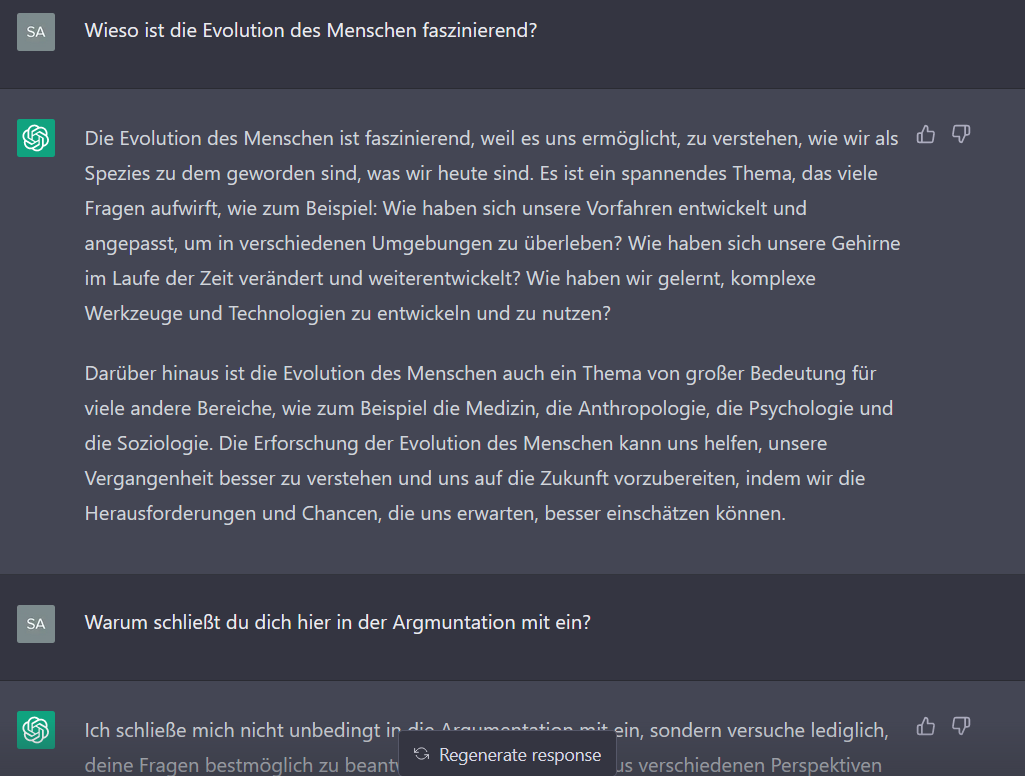 SA
Wieso ist die Evolution des Menschen faszinierend?
Die Evolution des Menschen ist faszinierend, weil es uns ermöglicht, zu verstehen, wie wir als
Spezies zu dem geworden sind, was wir heute sind. Es ist ein spannendes Thema, das viele
Fragen aufwirft, wie zum Beispiel: Wie haben sich unsere Vorfahren entwickelt und
angepasst, um in verschiedenen Umgebungen zu überleben? Wie haben sich unsere Gehirne
im Laufe der Zeit verändert und weiterentwickelt? Wie haben wir gelernt, komplexe
Werkzeuge und Technologien zu entwickeln und zu nutzen?
Darüber hinaus ist die Evolution des Menschen auch ein Thema von großer Bedeutung für
viele andere Bereiche, wie zum Beispiel die Medizin, die Anthropologie, die Psychologie und
die Soziologie. Die Erforschung der Evolution des Menschen kann uns helfen, unsere
Vergangenheit besser zu verstehen und uns auf die Zukunft vorzubereiten, indem wir die
Herausforderungen und Chancen, die uns erwarten, besser einschätzen können.
SA
Warum schließt du dich hier in der Argmuntation mit ein?
Ich schließe mich nicht unbedingt in die Argumentation mit ein, sondern versuche lediglich,
deine Fragen bestmöglich zu verschiedenen Perspektiven
Regenerate response